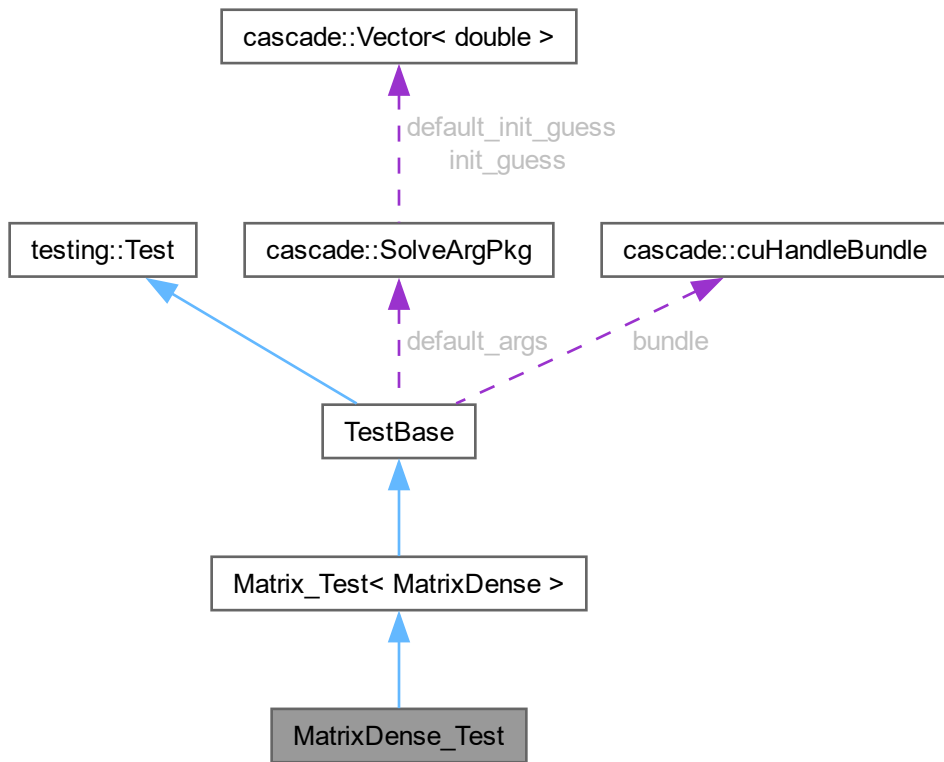 cascade::Vector< double >
default_init_guess
init_guess
testing::Test
cascade::SolveArgPkg
cascade::cuHandleBundle
default_args
bundle
TestBase
Matrix_Test< MatrixDense >
MatrixDense_Test